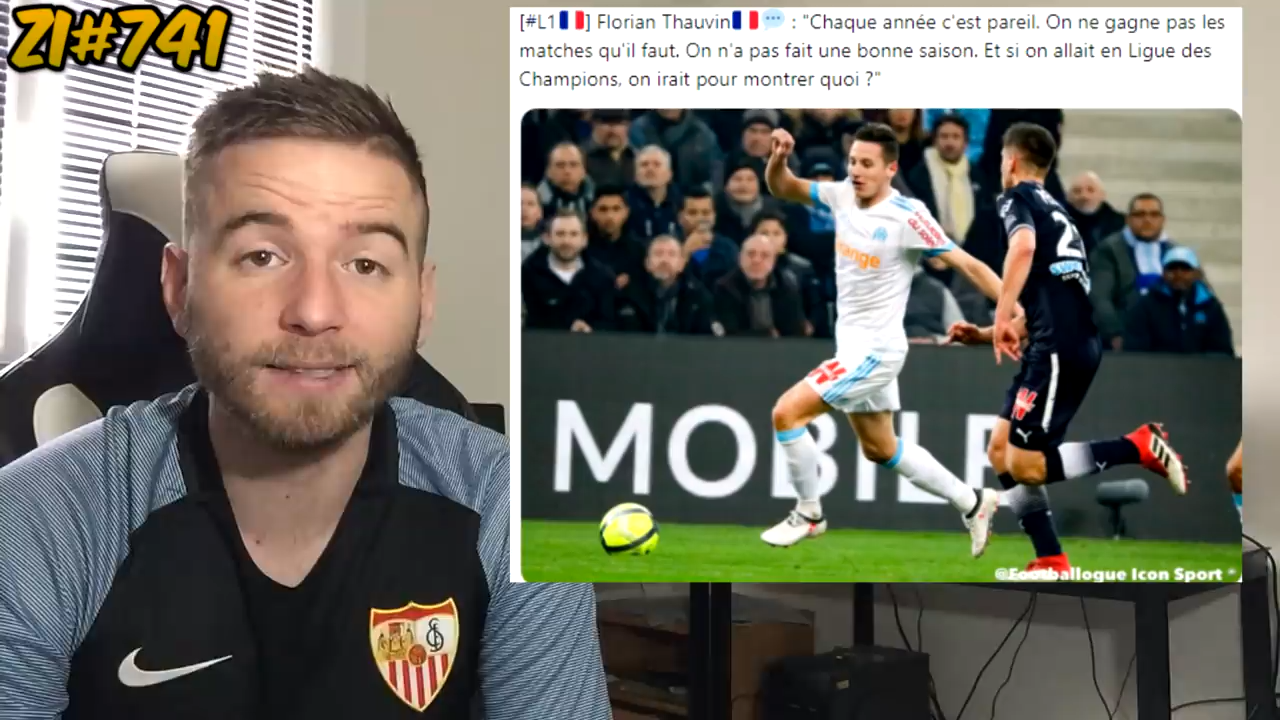 ZI#741
[#L1🇫🇷] Florian Thauvin🇫🇷💬 : "Chaque année c'est pareil. On ne gagne pas les
matches qu'il faut. On n'a pas fait une bonne saison. Et si on allait en Ligue des
Champions, on irait pour montrer quoi ?"
orange
MOBILE
@Footballogue Icon Sport